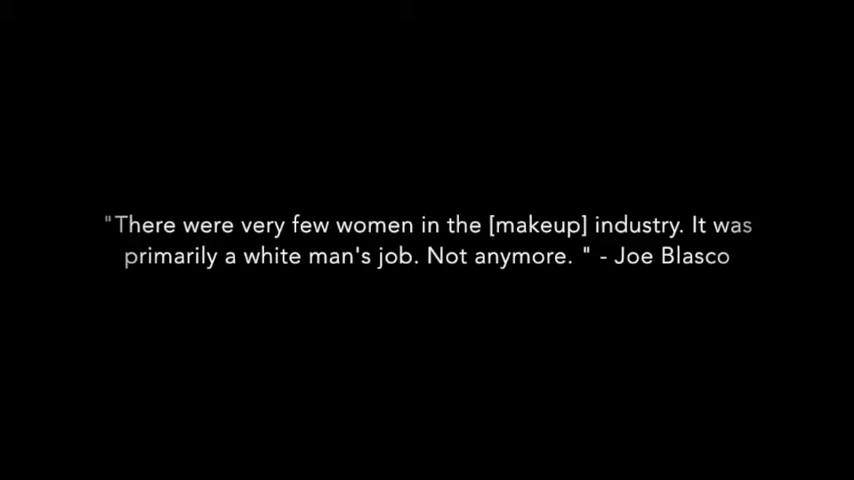 "There were very few women in the [makeup] industry. It was
primarily a white man's job. Not anymore. " - Joe Blasco